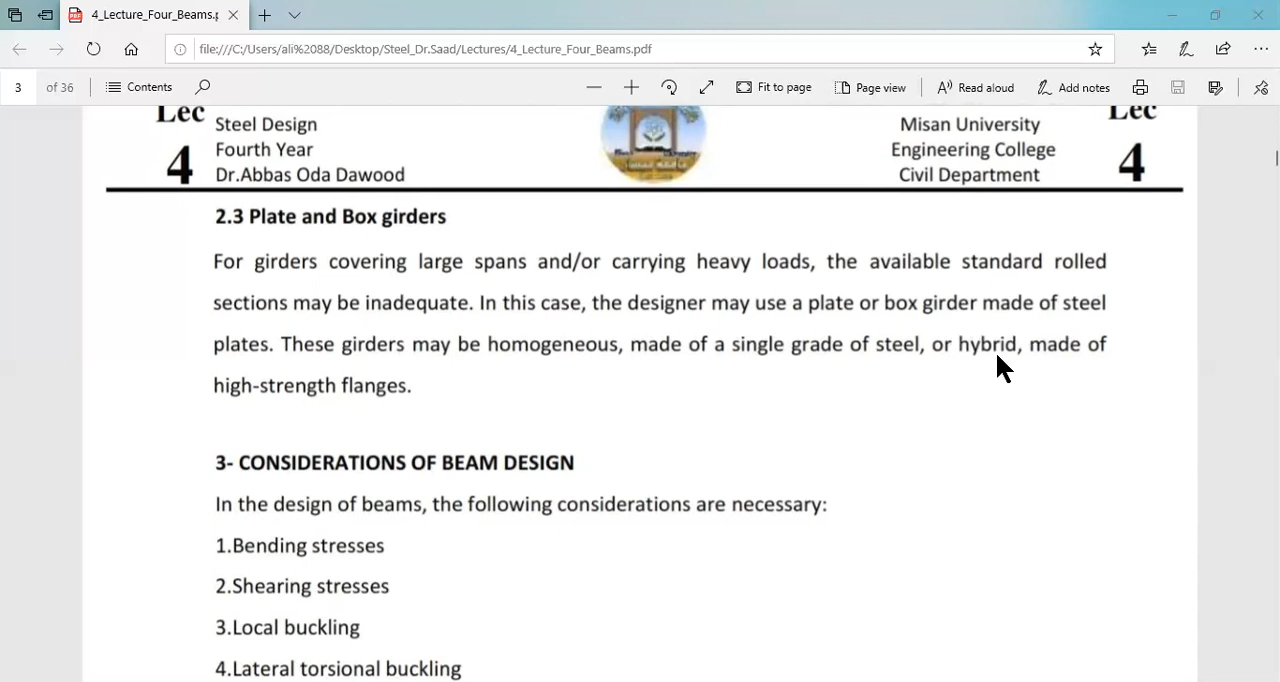 4_Lecture_Four_Beams.p
file:///C:/Users/ali%2088/Desktop/Steel_Dr.Saad/Lectures/4_Lecture_Four_Beams.pdf
3 of 36 Contents Fit to page Page view Read aloud Add notes
Lec
4
Steel Design
Fourth Year
Dr.Abbas Oda Dawood
Misan University
Engineering College
Civil Department
Lec
4
2.3 Plate and Box girders
For girders covering large spans and/or carrying heavy loads, the available standard rolled
sections may be inadequate. In this case, the designer may use a plate or box girder made of steel
plates. These girders may be homogeneous, made of a single grade of steel, or hybrid, made of
high-strength flanges.
3- CONSIDERATIONS OF BEAM DESIGN
In the design of beams, the following considerations are necessary:
1.Bending stresses
2.Shearing stresses
3.Local buckling
4.Lateral torsional buckling